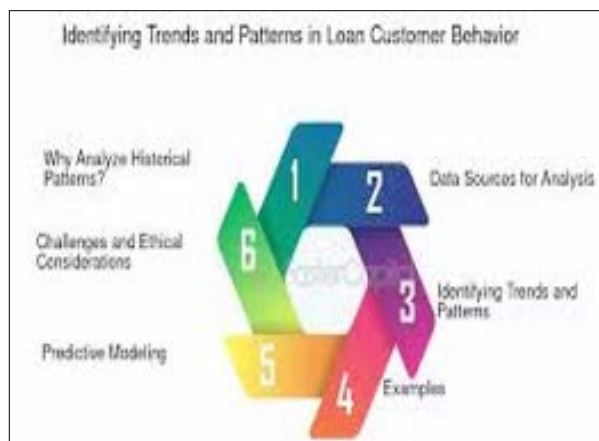 Identifying Trends and Patterns in Loan Customer Behavior
Why Analyze Historical
Patterns?
1
2
Data Sources for Analysis
Challenges and Ethical
Considerations
6
3
Identifying Trends and
Patterns
Predictive Modeling
5
4
Examples